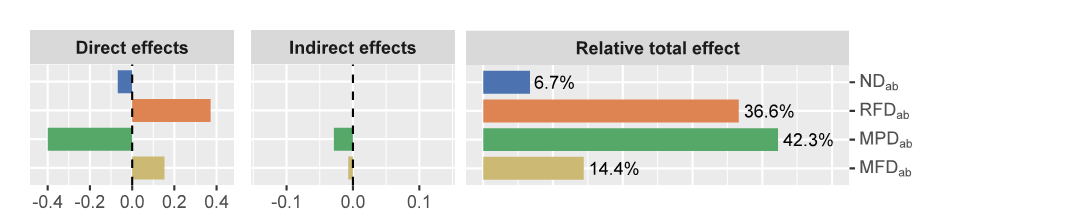 Direct effects Indirect effects Relative total effect
6.7% ND_ab
36.6% RFD_ab
42.3% MPD_ab
14.4% MFD_ab
-0.4 -0.2 0.0 0.2 0.4 -0.1 0.0 0.1